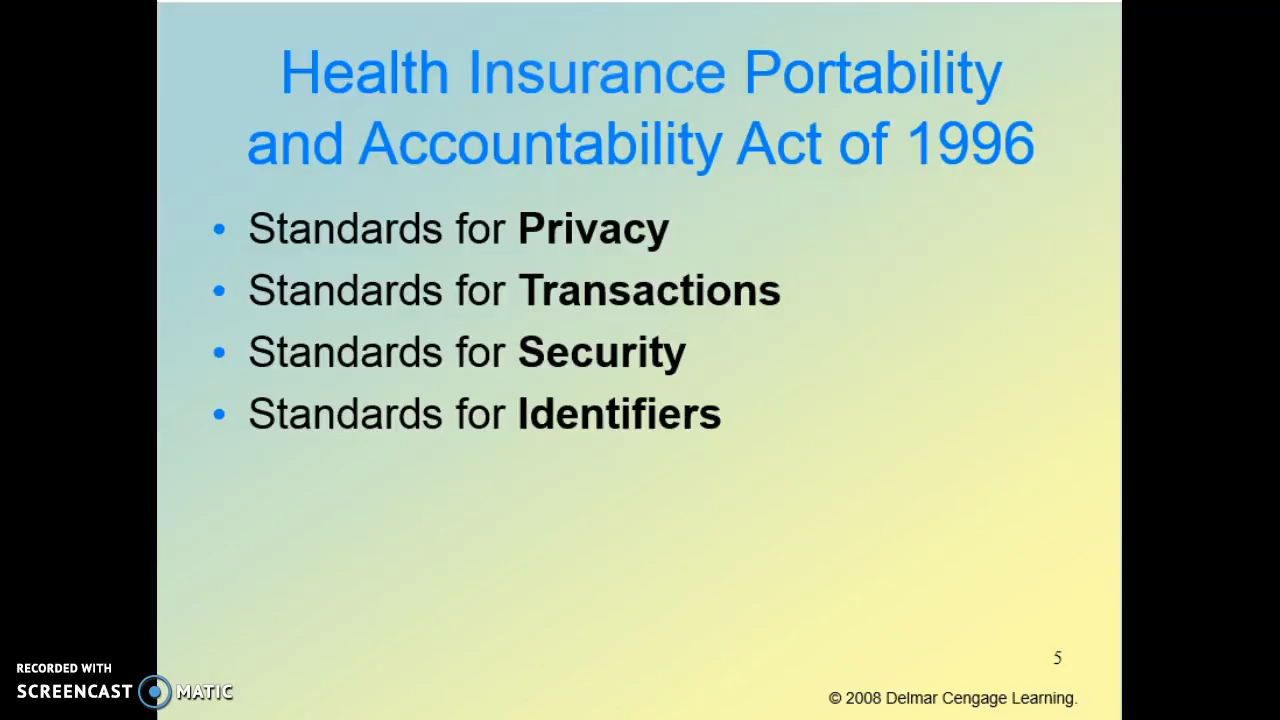 Health Insurance Portability
and Accountability Act of 1996
• Standards for Privacy
• Standards for Transactions
• Standards for Security
• Standards for Identifiers
5
© 2008 Delmar Cengage Learning.
RECORDED WITH
SCREENCAST MATIC